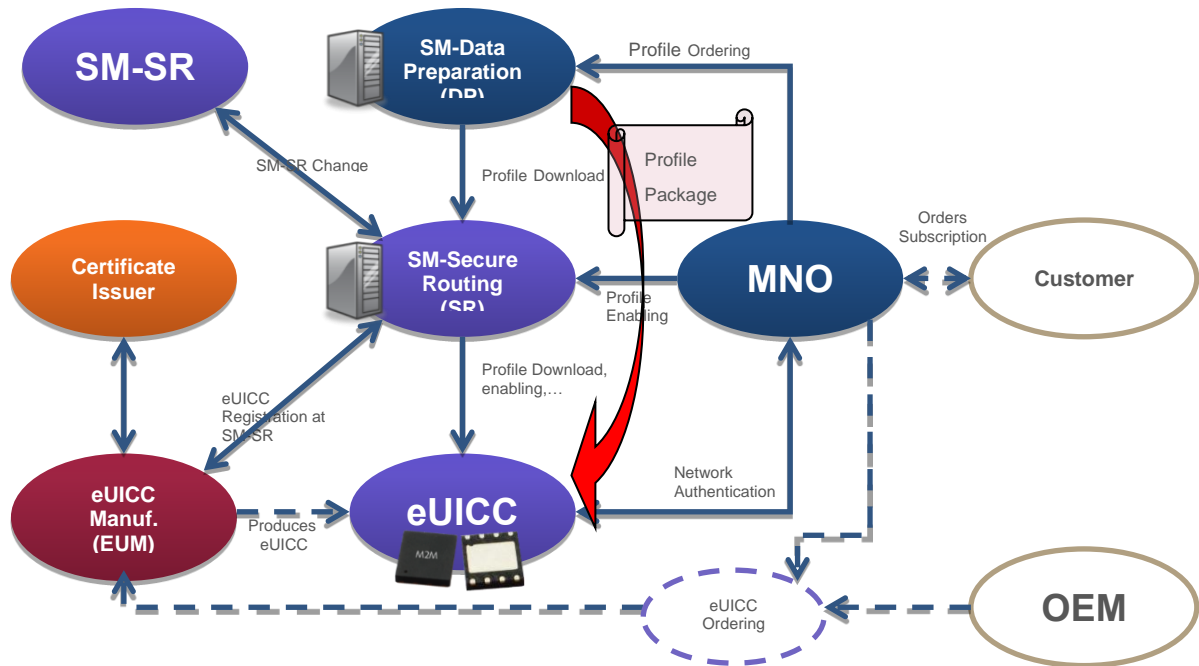 SM-SR
SM-Data
Preparation
(DP)
Profile Ordering
SM-SR Change
Profile Download
Profile
Package
Orders
Subscription
Certificate
Issuer
SM-Secure
Routing
(SR)
MNO
Customer
Profile
Enabling
Profile Download,
enabling,...
eUICC
Registration at
SM-SR
Network
Authentication
eUICC
Manuf.
(EUM)
Produces
eUICC
eUICC
M2M
eUICC
Ordering
OEM